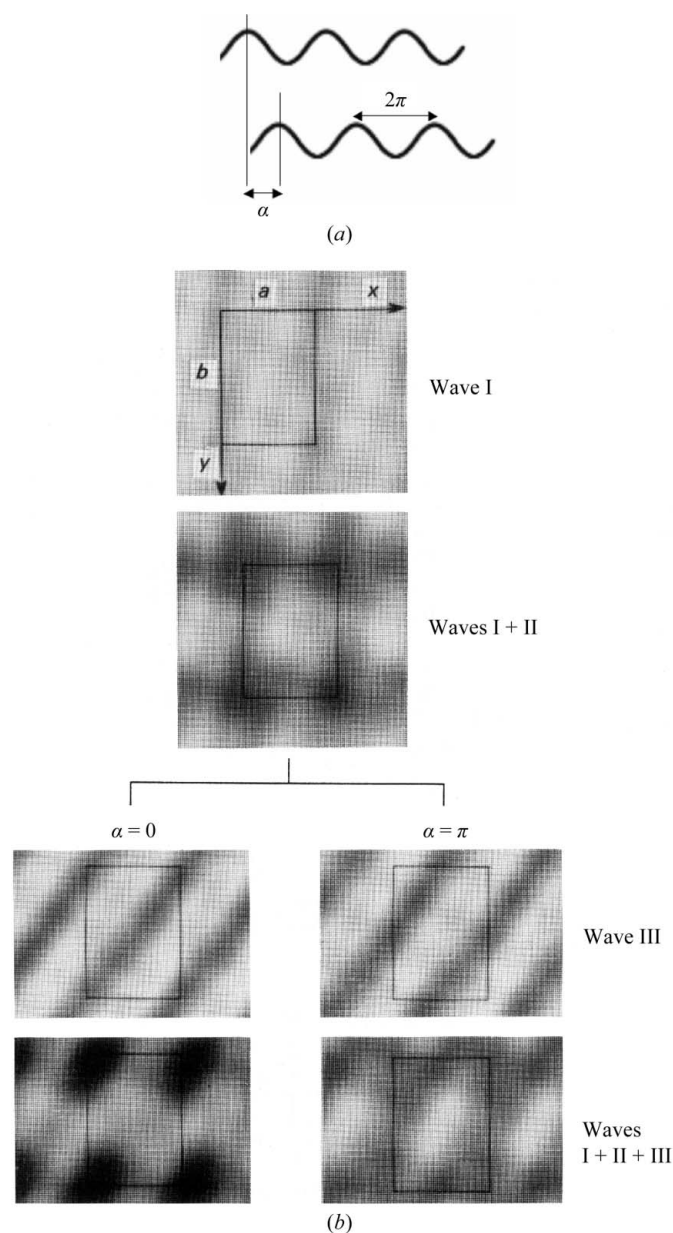 2π
α
(a)
a
x
b
y
Wave I
Waves I + II
α = 0
α = π
Wave III
Waves
I + II + III
(b)